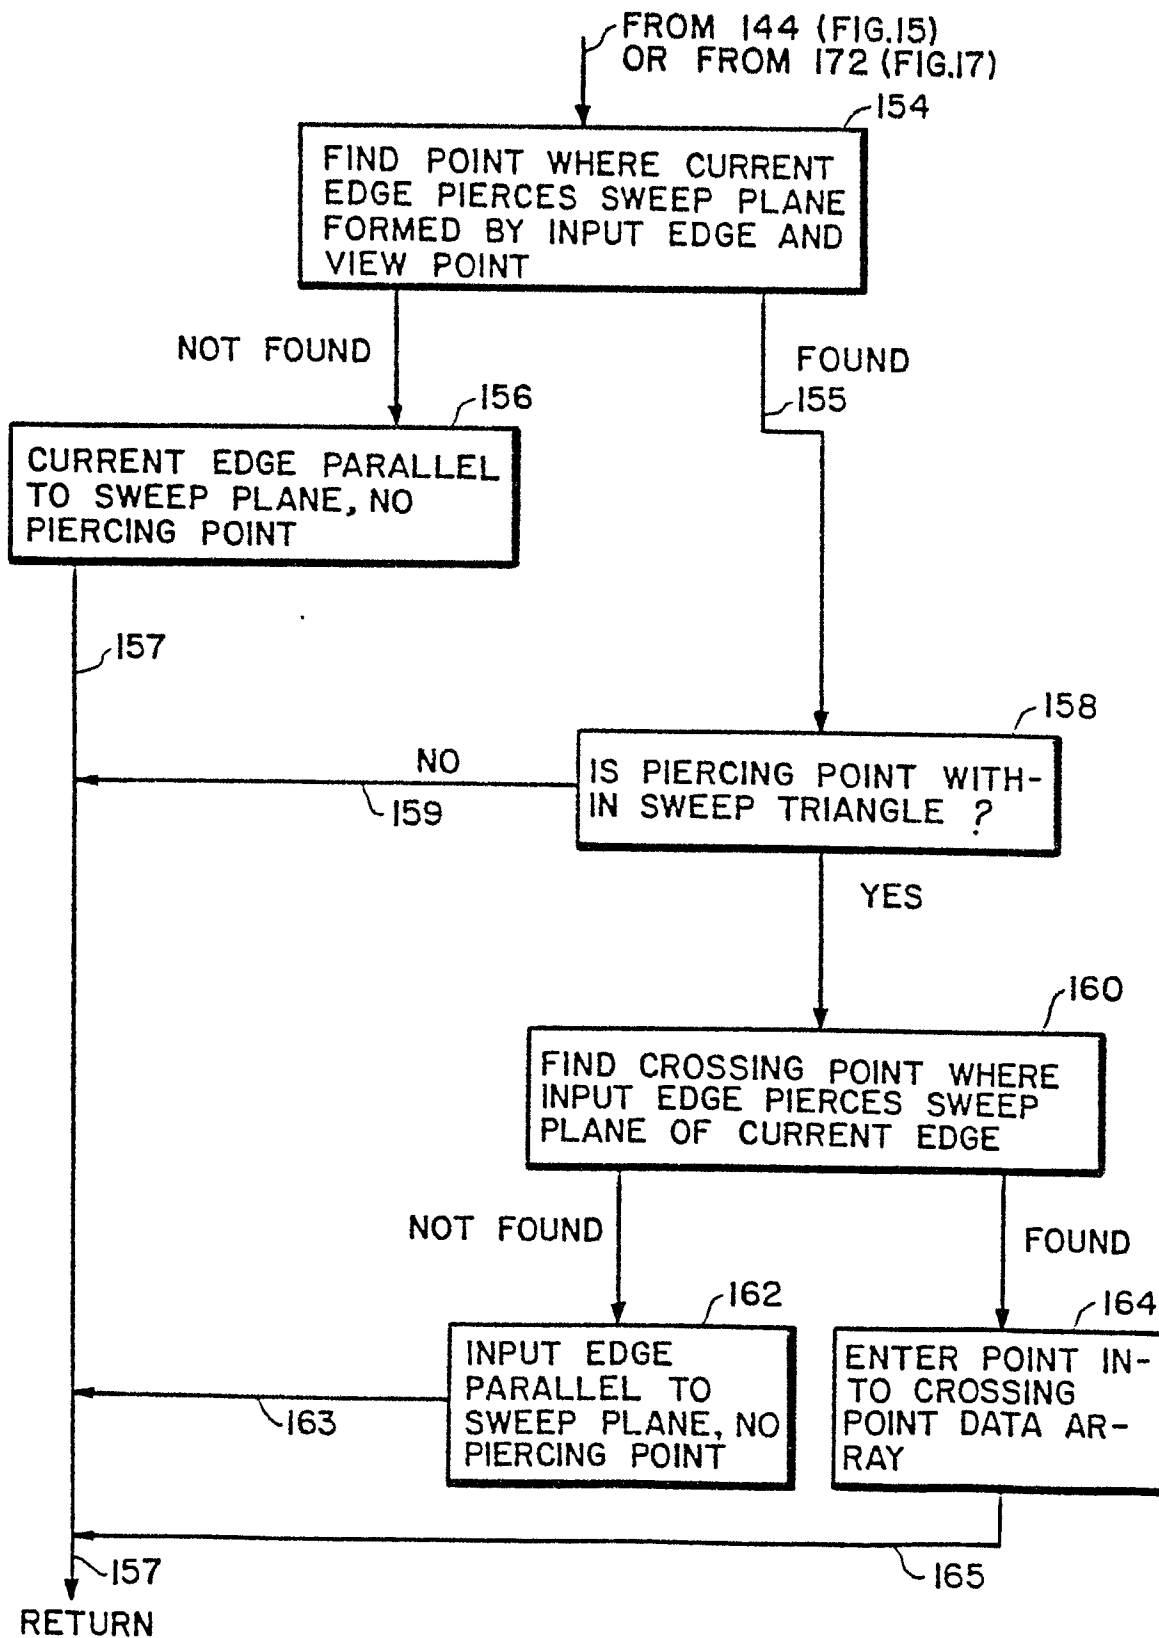 FROM 144 (FIG.15)
OR FROM 172 (FIG.17)
154
FIND POINT WHERE CURRENT
EDGE PIERCES SWEEP PLANE
FORMED BY INPUT EDGE AND
VIEW POINT
NOT FOUND
FOUND
155
156
CURRENT EDGE PARALLEL
TO SWEEP PLANE, NO
PIERCING POINT
157
158
IS PIERCING POINT WITH-
IN SWEEP TRIANGLE ?
NO
159
YES
160
FIND CROSSING POINT WHERE
INPUT EDGE PIERCES SWEEP
PLANE OF CURRENT EDGE
NOT FOUND
FOUND
162
INPUT EDGE
PARALLEL TO
SWEEP PLANE, NO
PIERCING POINT
163
164
ENTER POINT IN-
TO CROSSING
POINT DATA AR-
RAY
165
157
RETURN